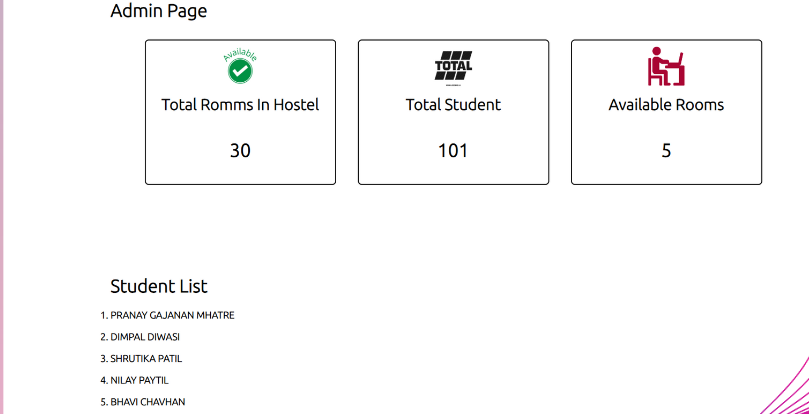 Admin Page
Available
TOTAL
Total Romms In Hostel
Total Student
Available Rooms
30
101
5
Student List
1. PRANAY GAJANAN MHATRE
2. DIMPAL DIWASI
3. SHRUTIKA PATIL
4. NILAY PAYTIL
5. BHAVI CHAVHAN